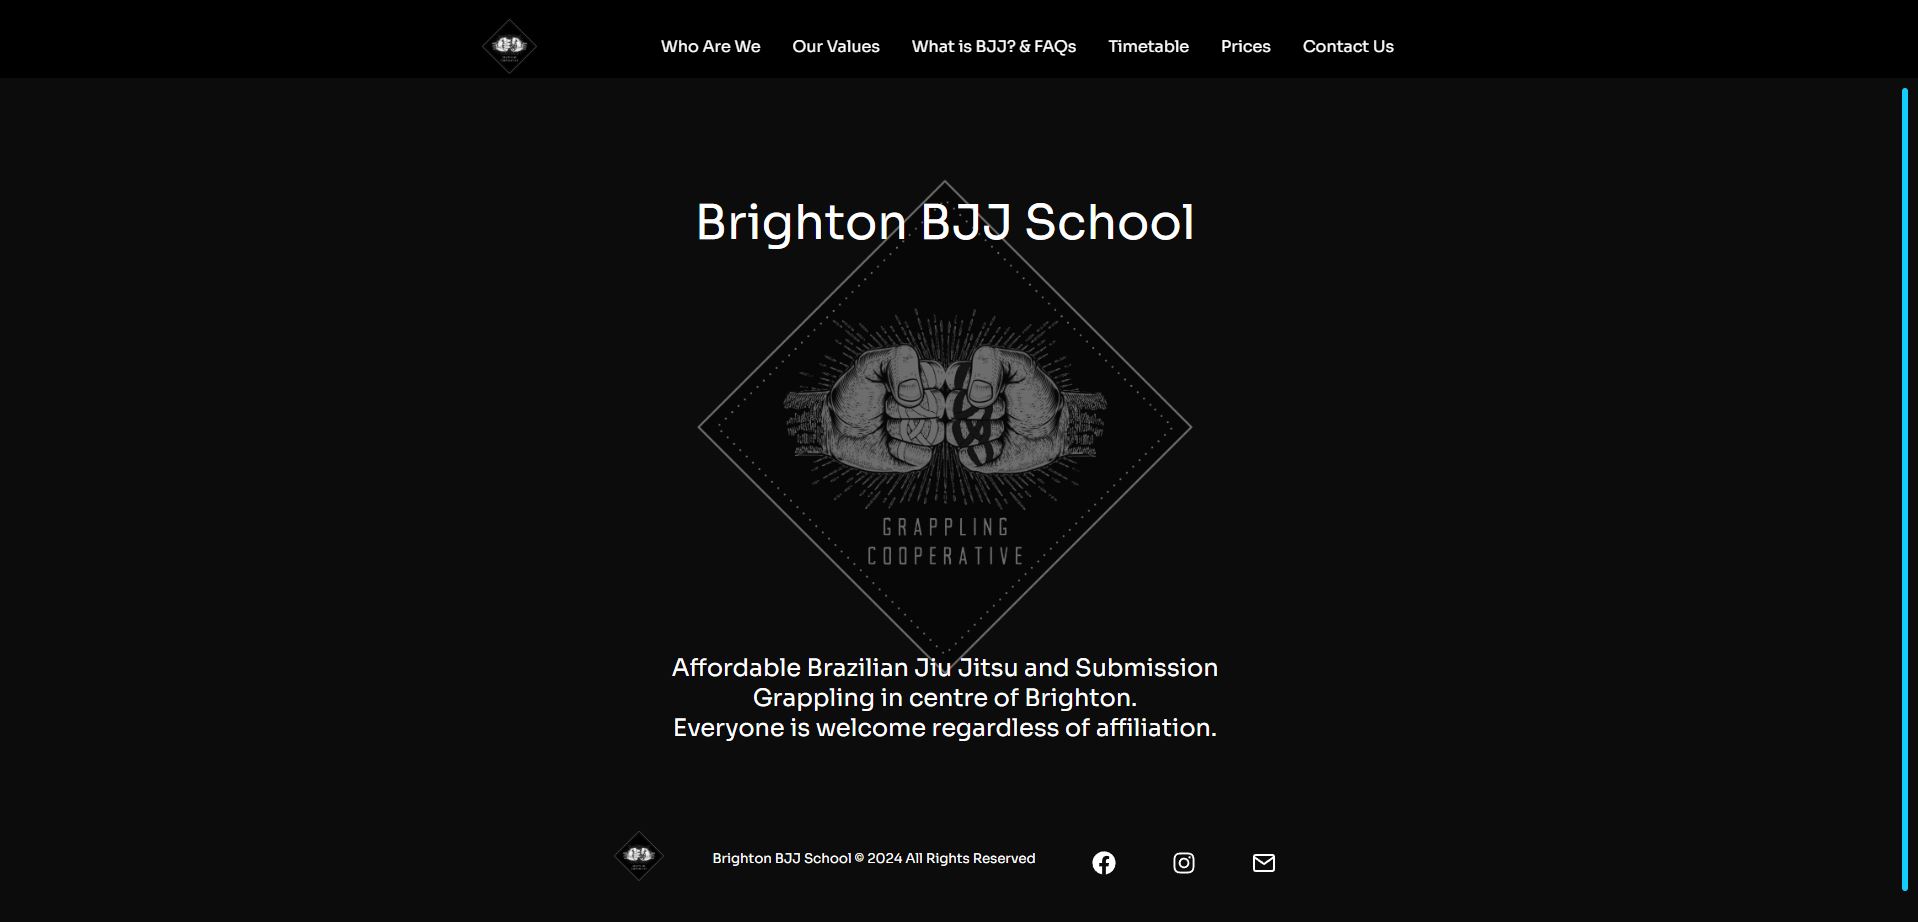 Who Are We
Our Values
What is BJJ? & FAQs
Timetable
Prices
Contact Us
Brighton BJJ School
GRAPPLING
COOPERATIVE
Affordable Brazilian Jiu Jitsu and Submission
Grappling in centre of Brighton.
Everyone is welcome regardless of affiliation.
Brighton BJJ School © 2024 All Rights Reserved